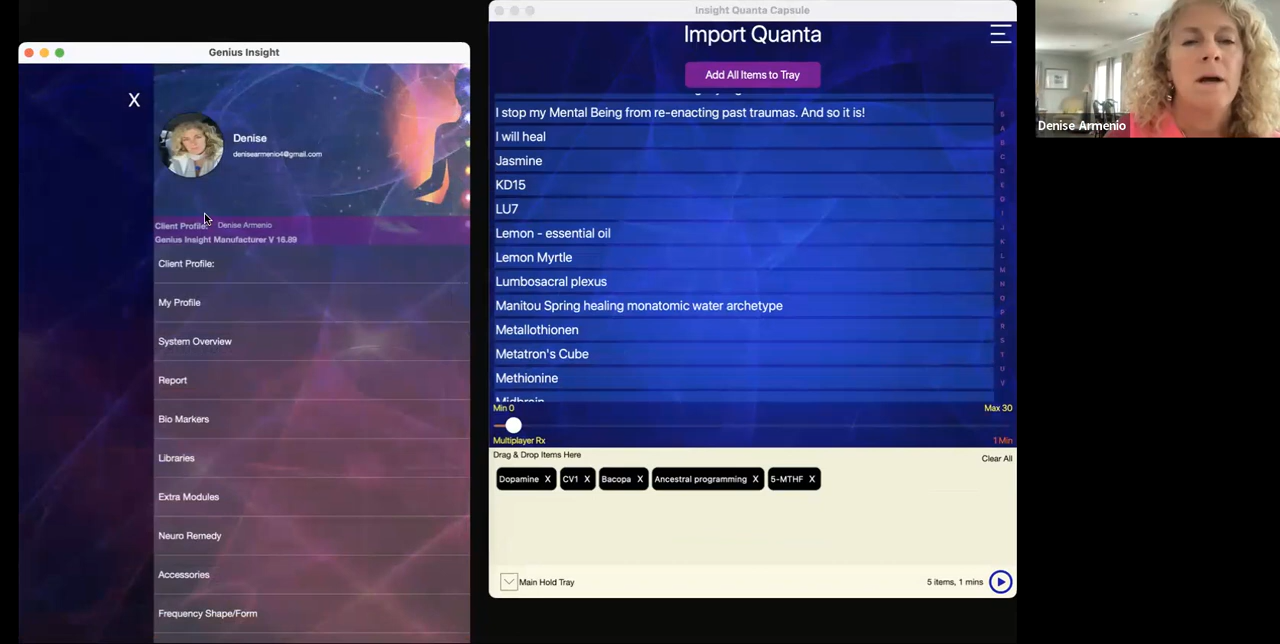 Genius Insight
X
Denise
denisearmenio4@gmail.com
Client Profile: Denise Armenio
Genius Insight Manufacturer V 16.89
Client Profile:
My Profile
System Overview
Report
Bio Markers
Libraries
Extra Modules
Neuro Remedy
Accessories
Frequency Shape/Form
Insight Quanta Capsule
Import Quanta
Add All Items to Tray
I stop my Mental Being from re-enacting past traumas. And so it is!
I will heal
Jasmine
KD15
LU7
Lemon - essential oil
Lemon Myrtle
Lumbosacral plexus
Manitou Spring healing monatomic water archetype
Metallothionen
Metatron's Cube
Methionine
Midbrain
Min 0 Max 30
Multiplayer Rx 1 Min
Drag & Drop Items Here Clear All
Dopamine X CV1 X Bacopa X Ancestral programming X 5-MTHF X
Main Hold Tray 5 items, 1 mins
Denise Armenio